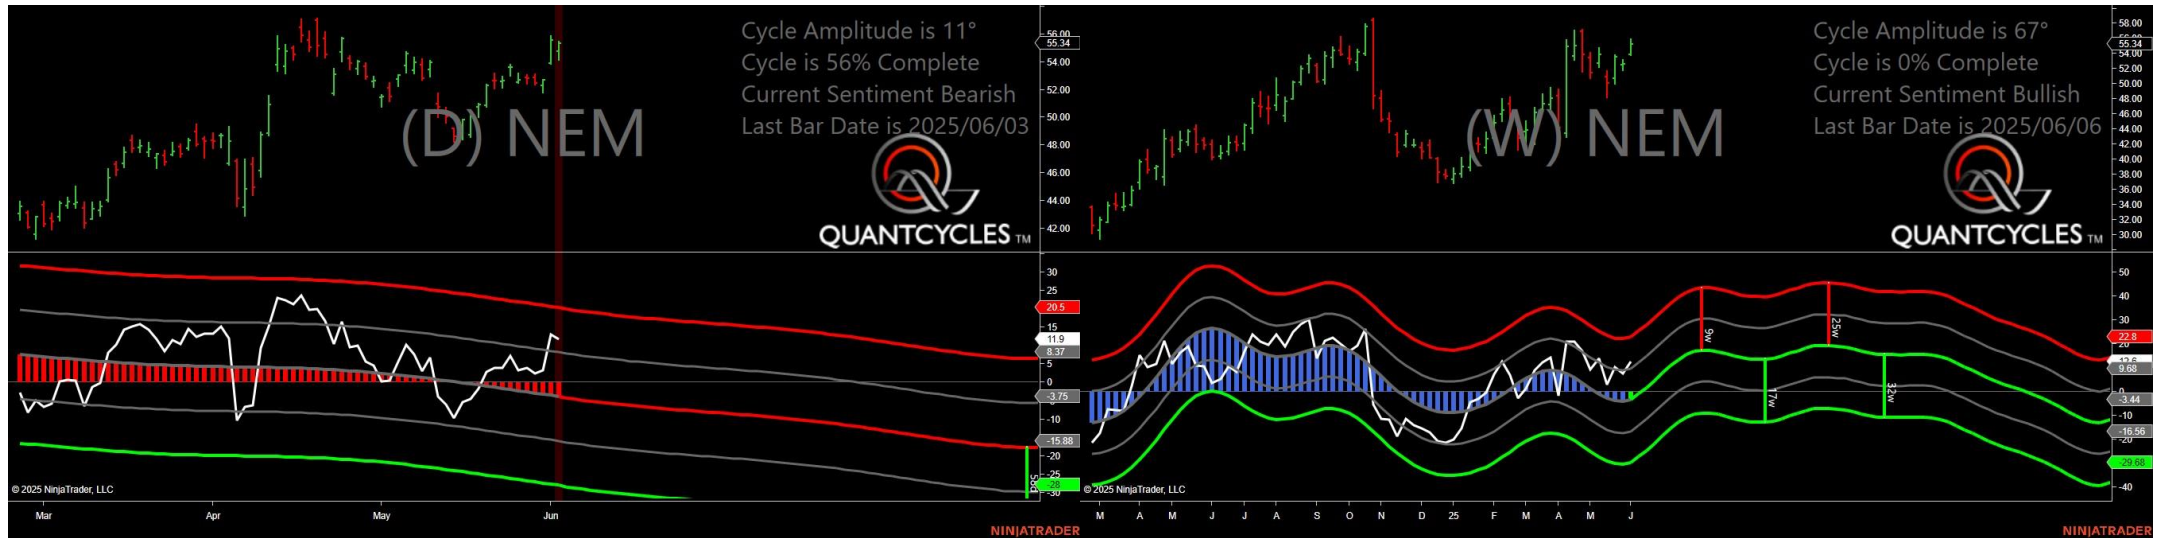 Cycle Amplitude is 11°
Cycle is 56% Complete
Current Sentiment Bearish
Last Bar Date is 2025/06/03
(D) NEM
QUANTCYCLES TM
56.00
55.34
54.00
52.00
50.00
48.00
46.00
44.00
42.00
30
25
20.5
15
11.9
8.37
5
0
-3.75
-10
-15.88
-20
-25
-28
-30
58d
© 2025 NinjaTrader, LLC
Mar Apr May Jun
NINJATRADER
Cycle Amplitude is 67°
Cycle is 0% Complete
Current Sentiment Bullish
Last Bar Date is 2025/06/06
(W) NEM
QUANTCYCLES TM
58.00
55.34
54.00
52.00
50.00
48.00
46.00
44.00
42.00
40.00
38.00
36.00
34.00
32.00
30.00
50
40
30
22.8
20
12.6
9.68
0
-3.44
-10
-16.56
-20
-29.68
-40
9w
17w
25w
32w
© 2025 NinjaTrader, LLC
M A M J J A S O N D 25 F M A M J
NINJATRADER